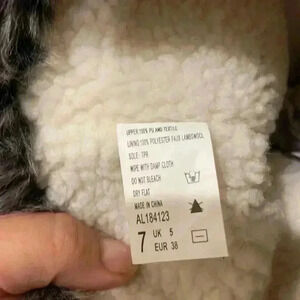 UPPER:100% PU AND TEXTILE
LINING:100% POLYESTER FAUX LAMBSWOOL
SOLE: TPR
WIPE WITH DAMP CLOTH
DO NOT BLEACH
DRY FLAT
MADE IN CHINA
AL184123
7 UK 5
EUR 38